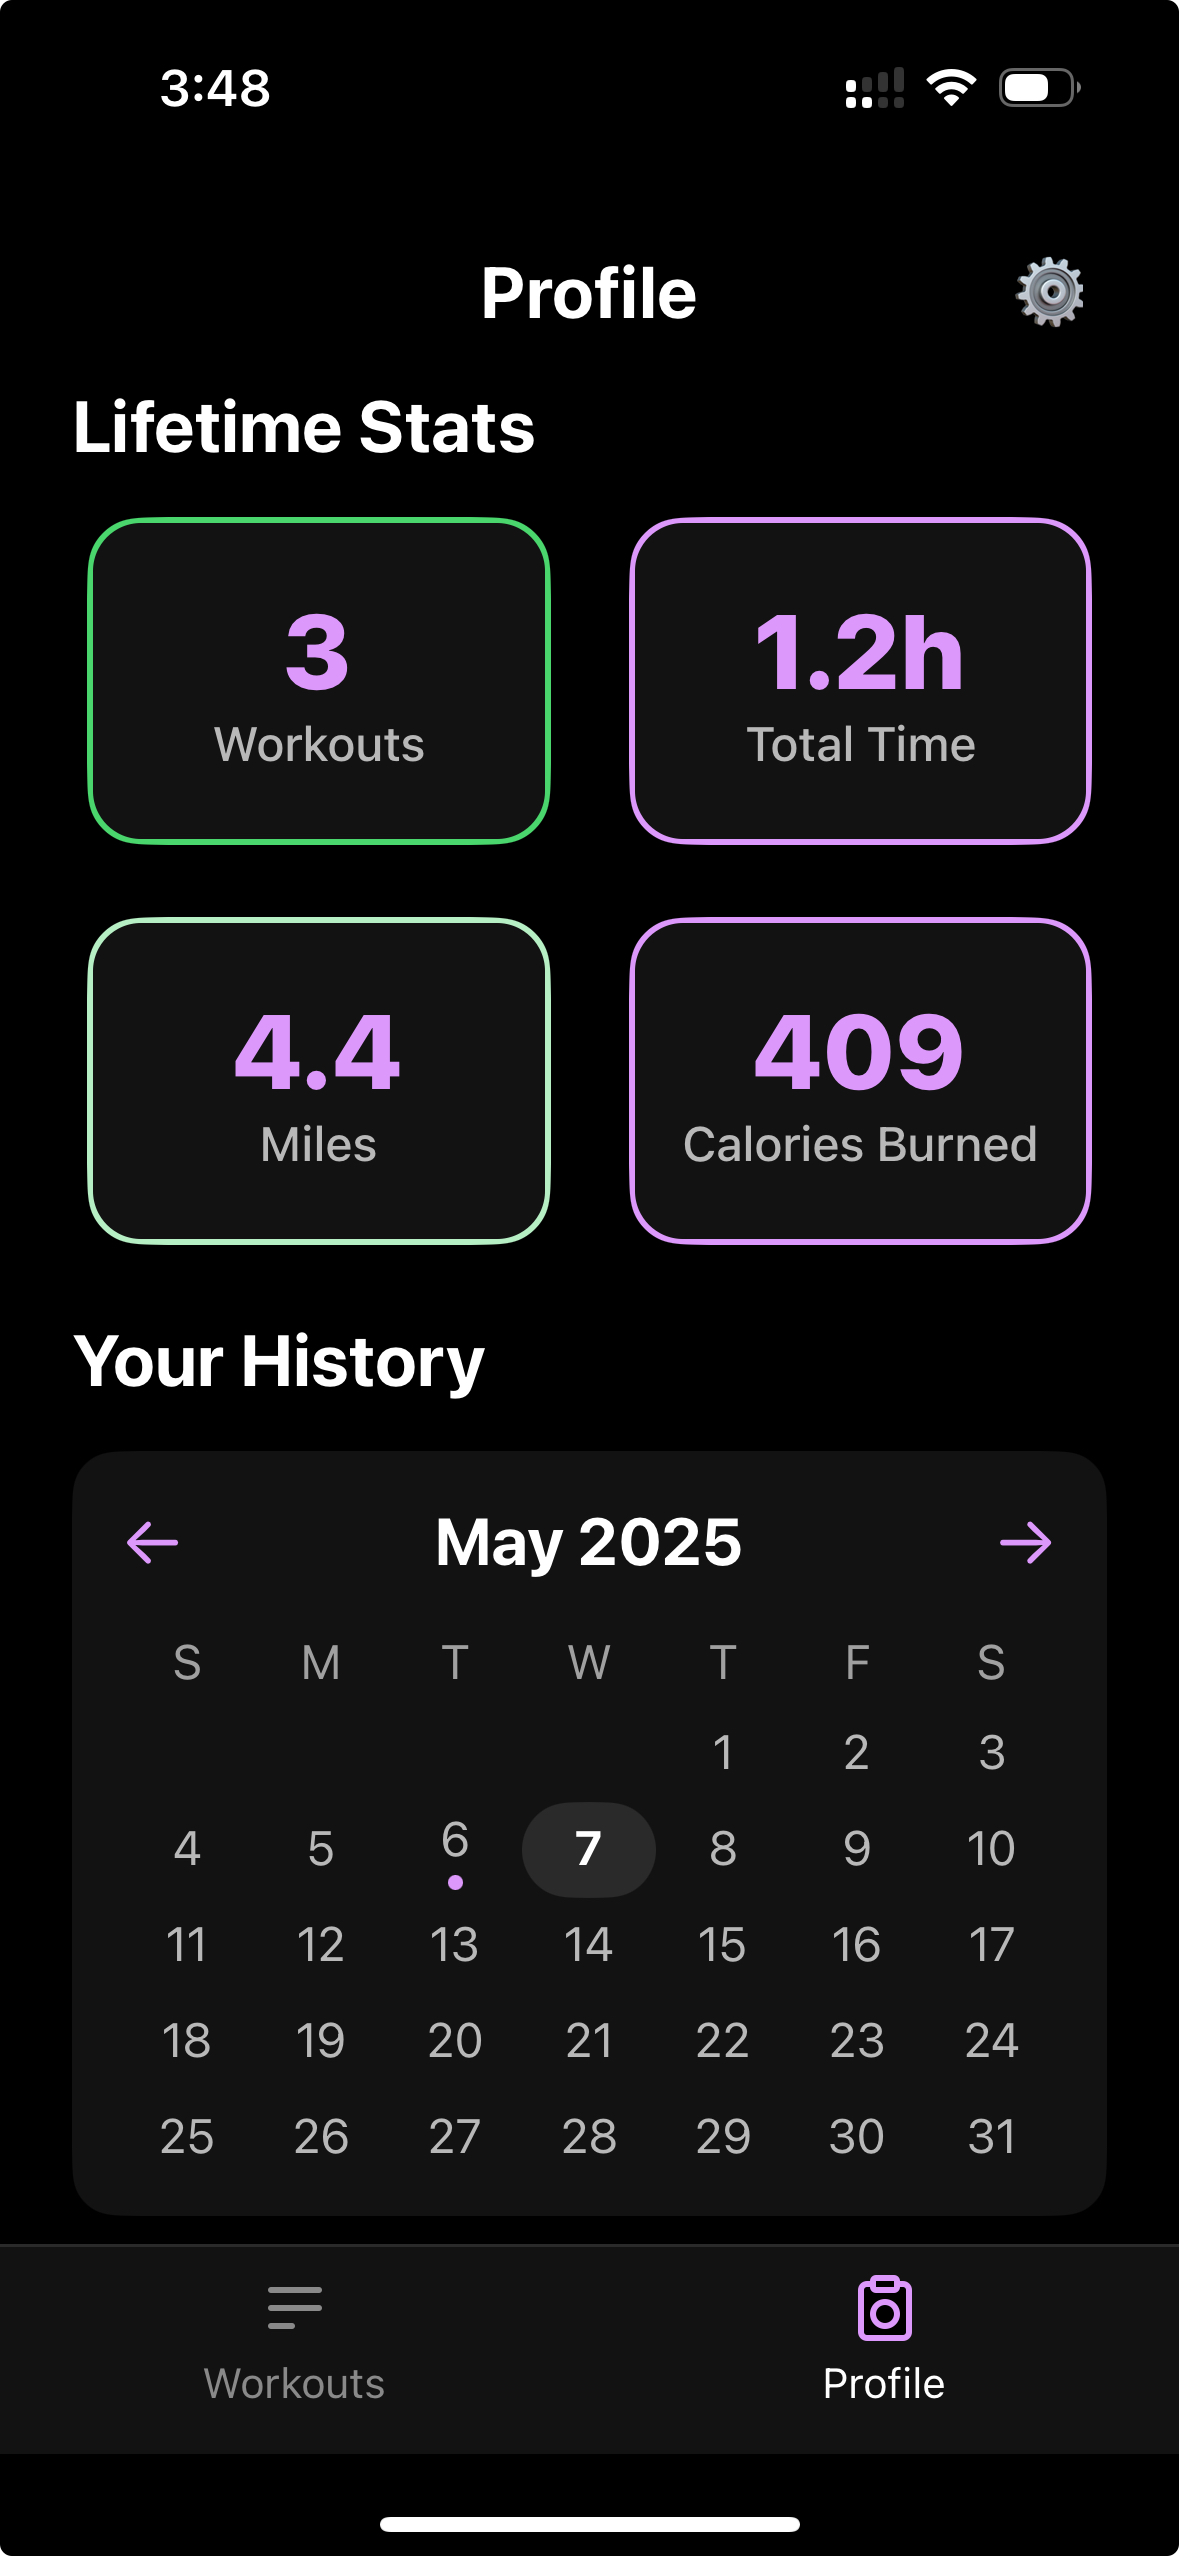 3:48
Profile
Lifetime Stats
3
Workouts
1.2h
Total Time
4.4
Miles
409
Calories Burned
Your History
May 2025
S M T W T F S
1 2 3
4 5 6 7 8 9 10
11 12 13 14 15 16 17
18 19 20 21 22 23 24
25 26 27 28 29 30 31
Workouts
Profile